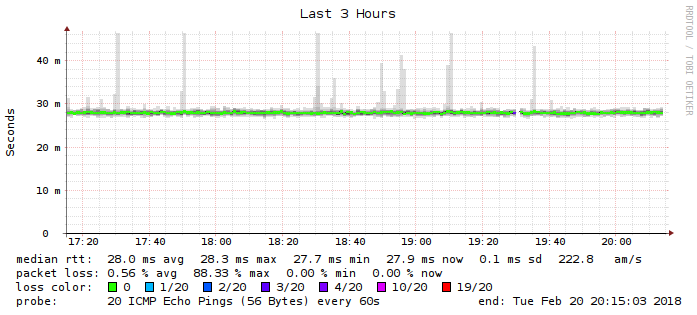 Last 3 Hours
RRDTOOL / TOBI OETIKER
Seconds
40 m
30 m
20 m
10 m
0
17:20 17:40 18:00 18:20 18:40 19:00 19:20 19:40 20:00
median rtt: 28.0 ms avg 28.3 ms max 27.7 ms min 27.9 ms now 0.1 ms sd 222.8 am/s
packet loss: 0.56 % avg 88.33 % max 0.00 % min 0.00 % now
loss color: 0 1/20 2/20 3/20 4/20 10/20 19/20
probe: 20 ICMP Echo Pings (56 Bytes) every 60s end: Tue Feb 20 20:15:03 2018